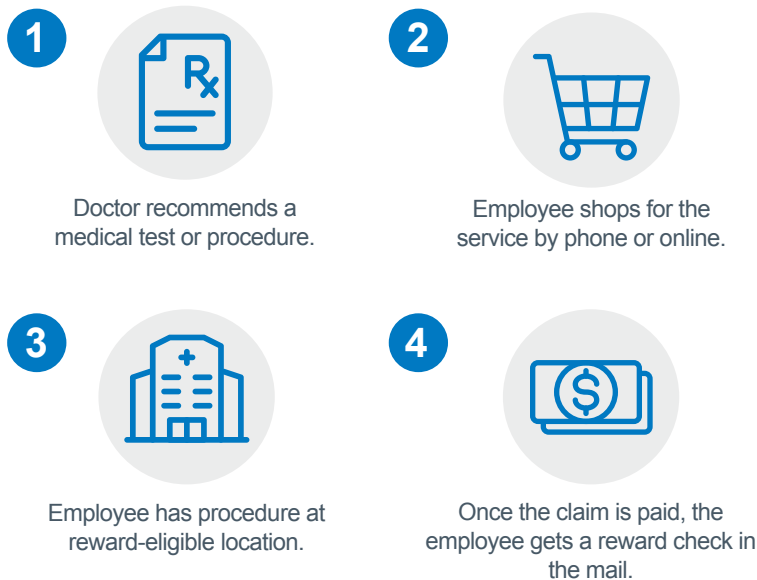 1
Doctor recommends a
medical test or procedure.
2
Employee shops for the
service by phone or online.
3
Employee has procedure at
reward-eligible location.
4
Once the claim is paid, the
employee gets a reward check in
the mail.
Rx
$